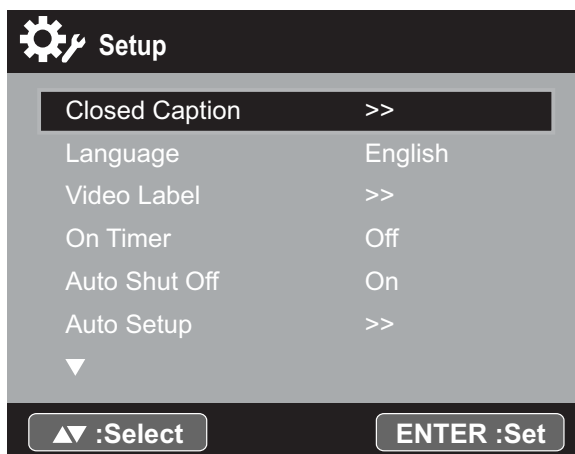 Setup
Closed Caption >>
Language English
Video Label >>
On Timer Off
Auto Shut Off On
Auto Setup >>
▼
▲▼ :Select ENTER :Set